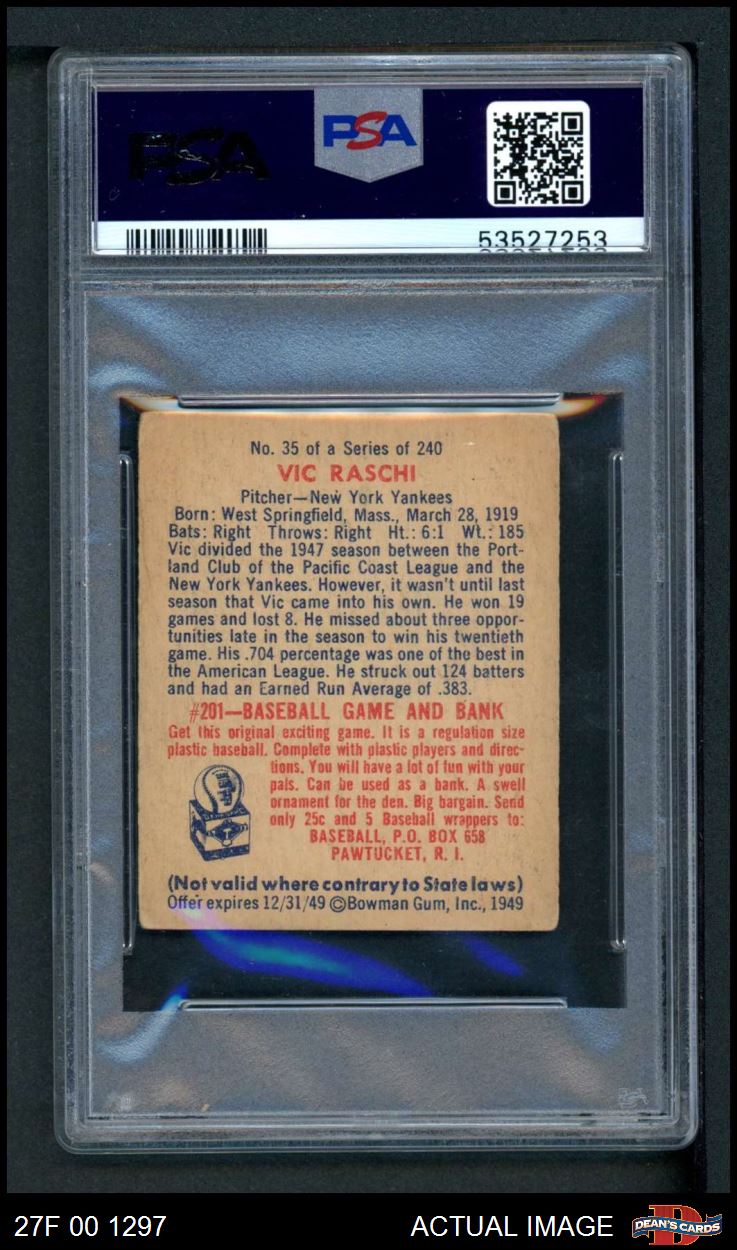 PSA
PSA
53527253
No. 35 of a Series of 240
VIC RASCHI
Pitcher—New York Yankees
Born: West Springfield, Mass., March 28, 1919
Bats: Right Throws: Right Ht.: 6:1 Wt.: 185
Vic divided the 1947 season between the Port-
land Club of the Pacific Coast League and the
New York Yankees. However, it wasn't until last
season that Vic came into his own. He won 19
games and lost 8. He missed about three oppor-
tunities late in the season to win his twentieth
game. His .704 percentage was one of the best in
the American League. He struck out 124 batters
and had an Earned Run Average of .383.
#201—BASEBALL GAME AND BANK
Get this original exciting game. It is a regulation size
plastic baseball. Complete with plastic players and direc-
tions. You will have a lot of fun with your
pals. Can be used as a bank. A swell
ornament for the den. Big bargain. Send
only 25c and 5 Baseball wrappers to:
BASEBALL, P.O. BOX 658
PAWTUCKET, R. I.
(Not valid where contrary to State laws)
Offer expires 12/31/49 ©Bowman Gum, Inc., 1949
PSA
27F 00 1297
ACTUAL IMAGE
DEAN'S CARDS